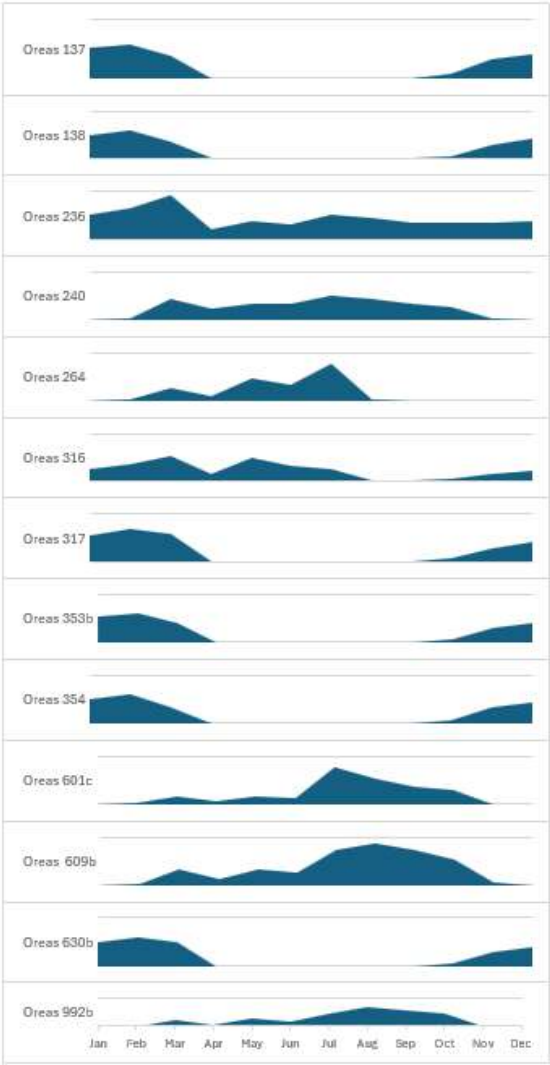 Oreas 137
Oreas 138
Oreas 236
Oreas 240
Oreas 264
Oreas 316
Oreas 317
Oreas 353b
Oreas 354
Oreas 601c
Oreas 609b
Oreas 630b
Oreas 992b
Jan Feb Mar Apr May Jun Jul Aug Sep Oct Nov Dec